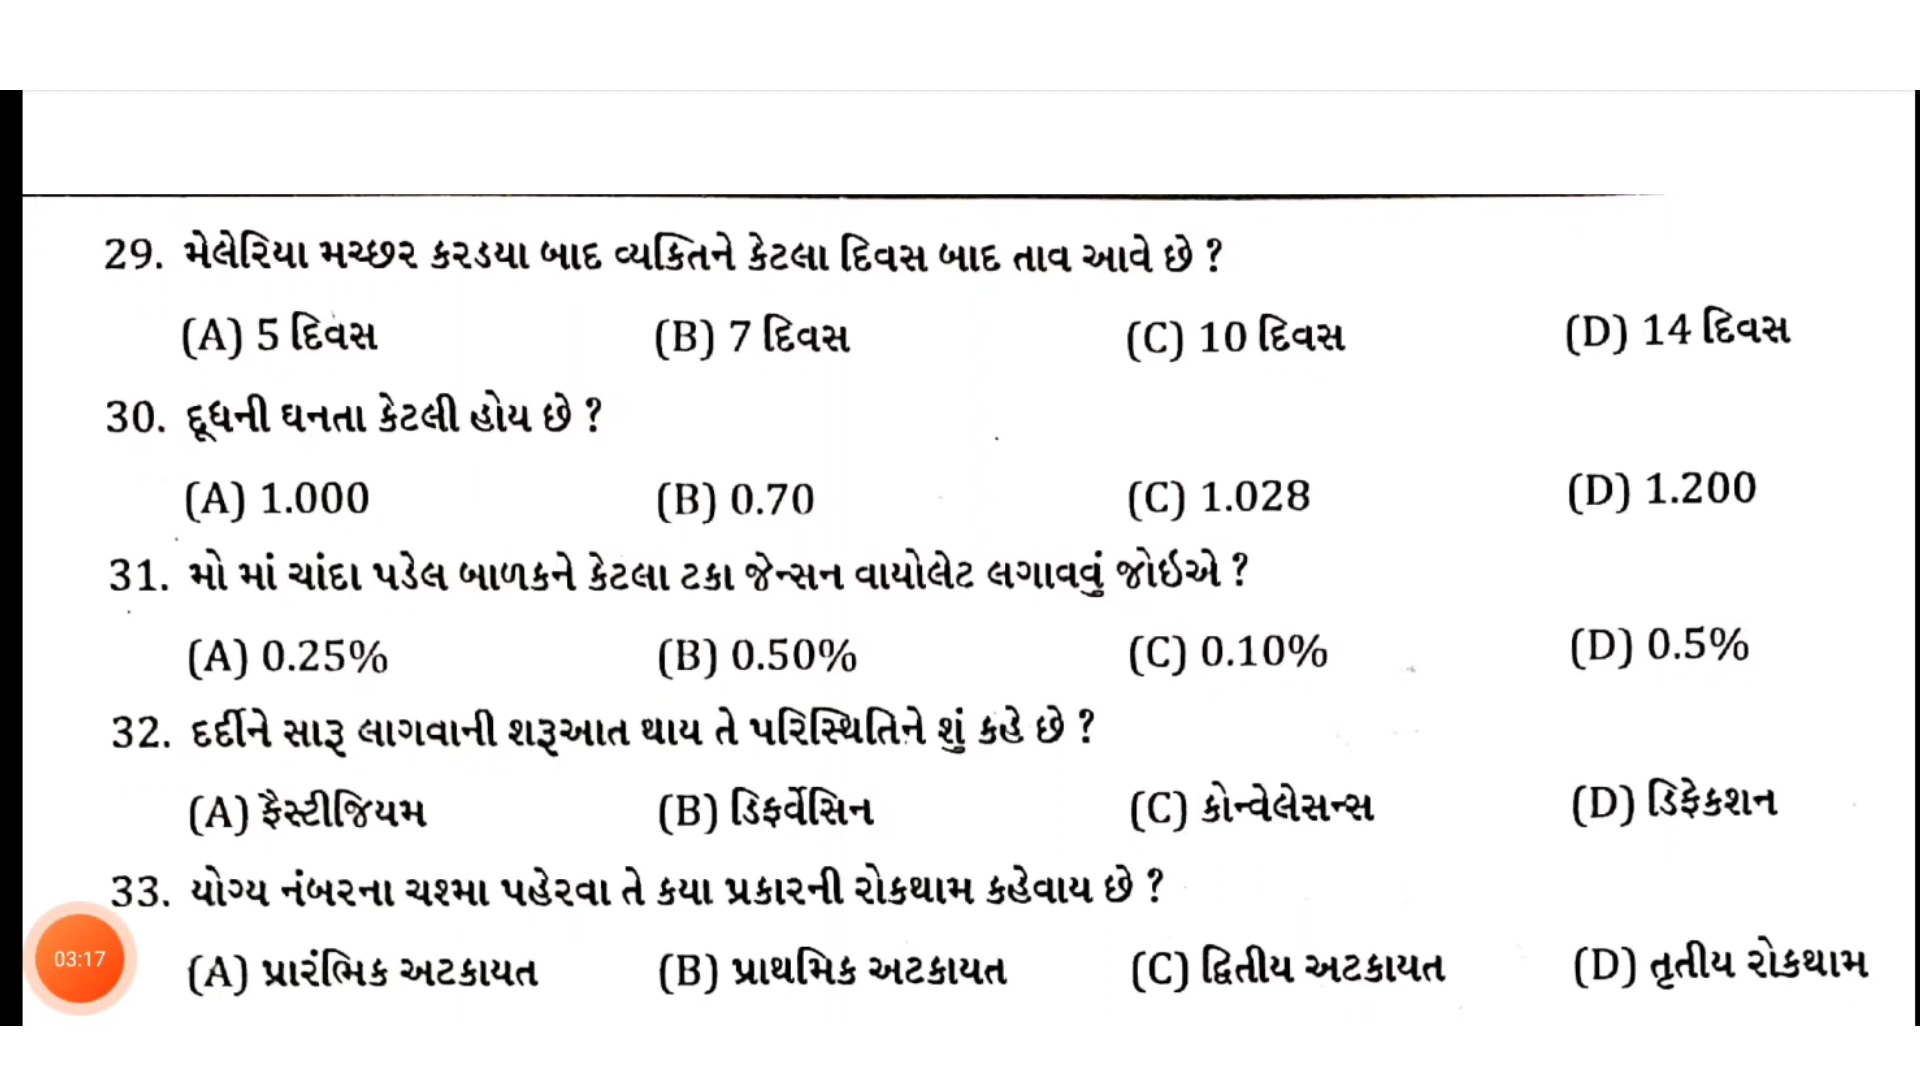 29. મેલેરિયા મચ્છર કરડયા બાદ વ્યકિતને કેટલા દિવસ બાદ તાવ આવે છે ?
(A) 5 દિવસ (B) 7 દિવસ (C) 10 દિવસ (D) 14 દિવસ
30. દૂધની ઘનતા કેટલી હોય છે ?
(A) 1.000 (B) 0.70 (C) 1.028 (D) 1.200
31. મો માં ચાંદા પડેલ બાળકને કેટલા ટકા જેન્સન વાયોલેટ લગાવવું જોઇએ ?
(A) 0.25% (B) 0.50% (C) 0.10% (D) 0.5%
32. દર્દીને સારૂ લાગવાની શરૂઆત થાય તે પરિસ્થિતિને શું કહે છે ?
(A) ફૈસ્ટીજિયમ (B) ડિફર્વેસિન (C) કોન્વેલેસન્સ (D) ડિફેકશન
33. યોગ્ય નંબરના ચશ્મા પહેરવા તે કયા પ્રકારની રોકથામ કહેવાય છે ?
03:17
(A) પ્રારંભિક અટકાયત (B) પ્રાથમિક અટકાયત (C) દ્વિતીય અટકાયત (D) તૃતીય રોકથામ